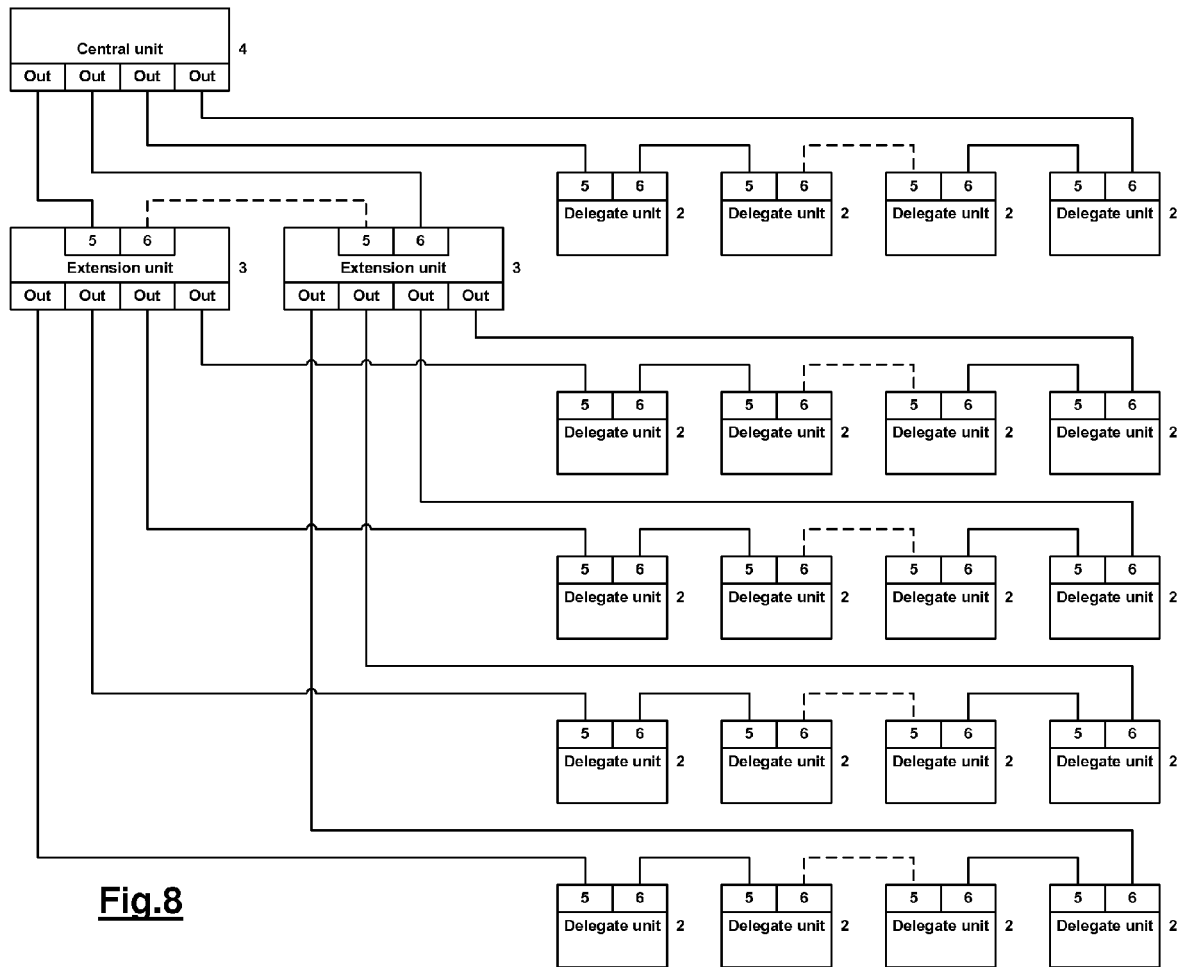 Central unit 4
Out Out Out Out
5 6 5 6 5 6 5 6
Delegate unit 2 Delegate unit 2 Delegate unit 2 Delegate unit 2
5 6 5 6
Extension unit 3 Extension unit 3
Out Out Out Out Out Out Out Out
5 6 5 6 5 6 5 6
Delegate unit 2 Delegate unit 2 Delegate unit 2 Delegate unit 2
5 6 5 6 5 6 5 6
Delegate unit 2 Delegate unit 2 Delegate unit 2 Delegate unit 2
5 6 5 6 5 6 5 6
Delegate unit 2 Delegate unit 2 Delegate unit 2 Delegate unit 2
Fig.8
5 6 5 6 5 6 5 6
Delegate unit 2 Delegate unit 2 Delegate unit 2 Delegate unit 2